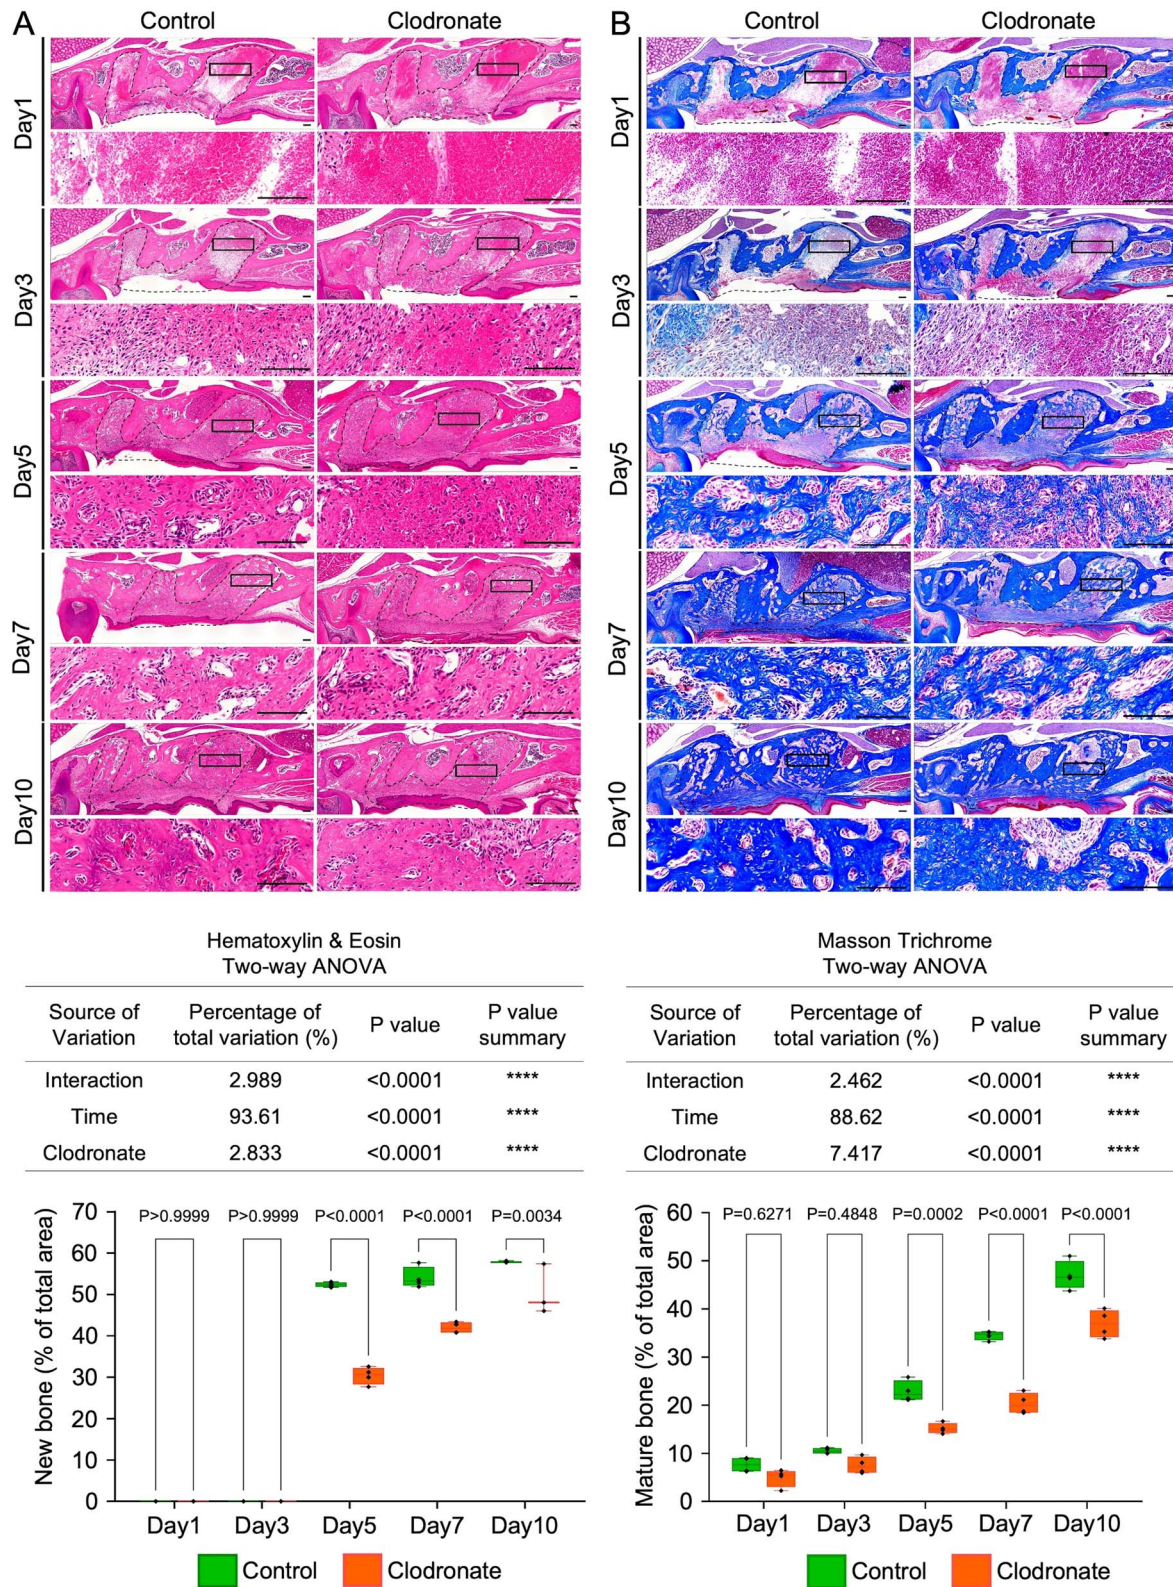 A
Control
Clodronate
Day1
Day3
Day5
Day7
Day10
B
Control
Clodronate
Day1
Day3
Day5
Day7
Day10
Hematoxylin & Eosin
Two-way ANOVA
Source of Variation
Percentage of total variation (%)
P value
P value summary
Interaction 2.989 <0.0001 ****
Time 93.61 <0.0001 ****
Clodronate 2.833 <0.0001 ****
Masson Trichrome
Two-way ANOVA
Source of Variation
Percentage of total variation (%)
P value
P value summary
Interaction 2.462 <0.0001 ****
Time 88.62 <0.0001 ****
Clodronate 7.417 <0.0001 ****
New bone (% of total area)
70
60
50
40
30
20
10
0
P>0.9999 P>0.9999 P<0.0001 P<0.0001 P=0.0034
Day1 Day3 Day5 Day7 Day10
Control Clodronate
Mature bone (% of total area)
60
50
40
30
20
10
0
P=0.6271 P=0.4848 P=0.0002 P<0.0001 P<0.0001
Day1 Day3 Day5 Day7 Day10
Control Clodronate